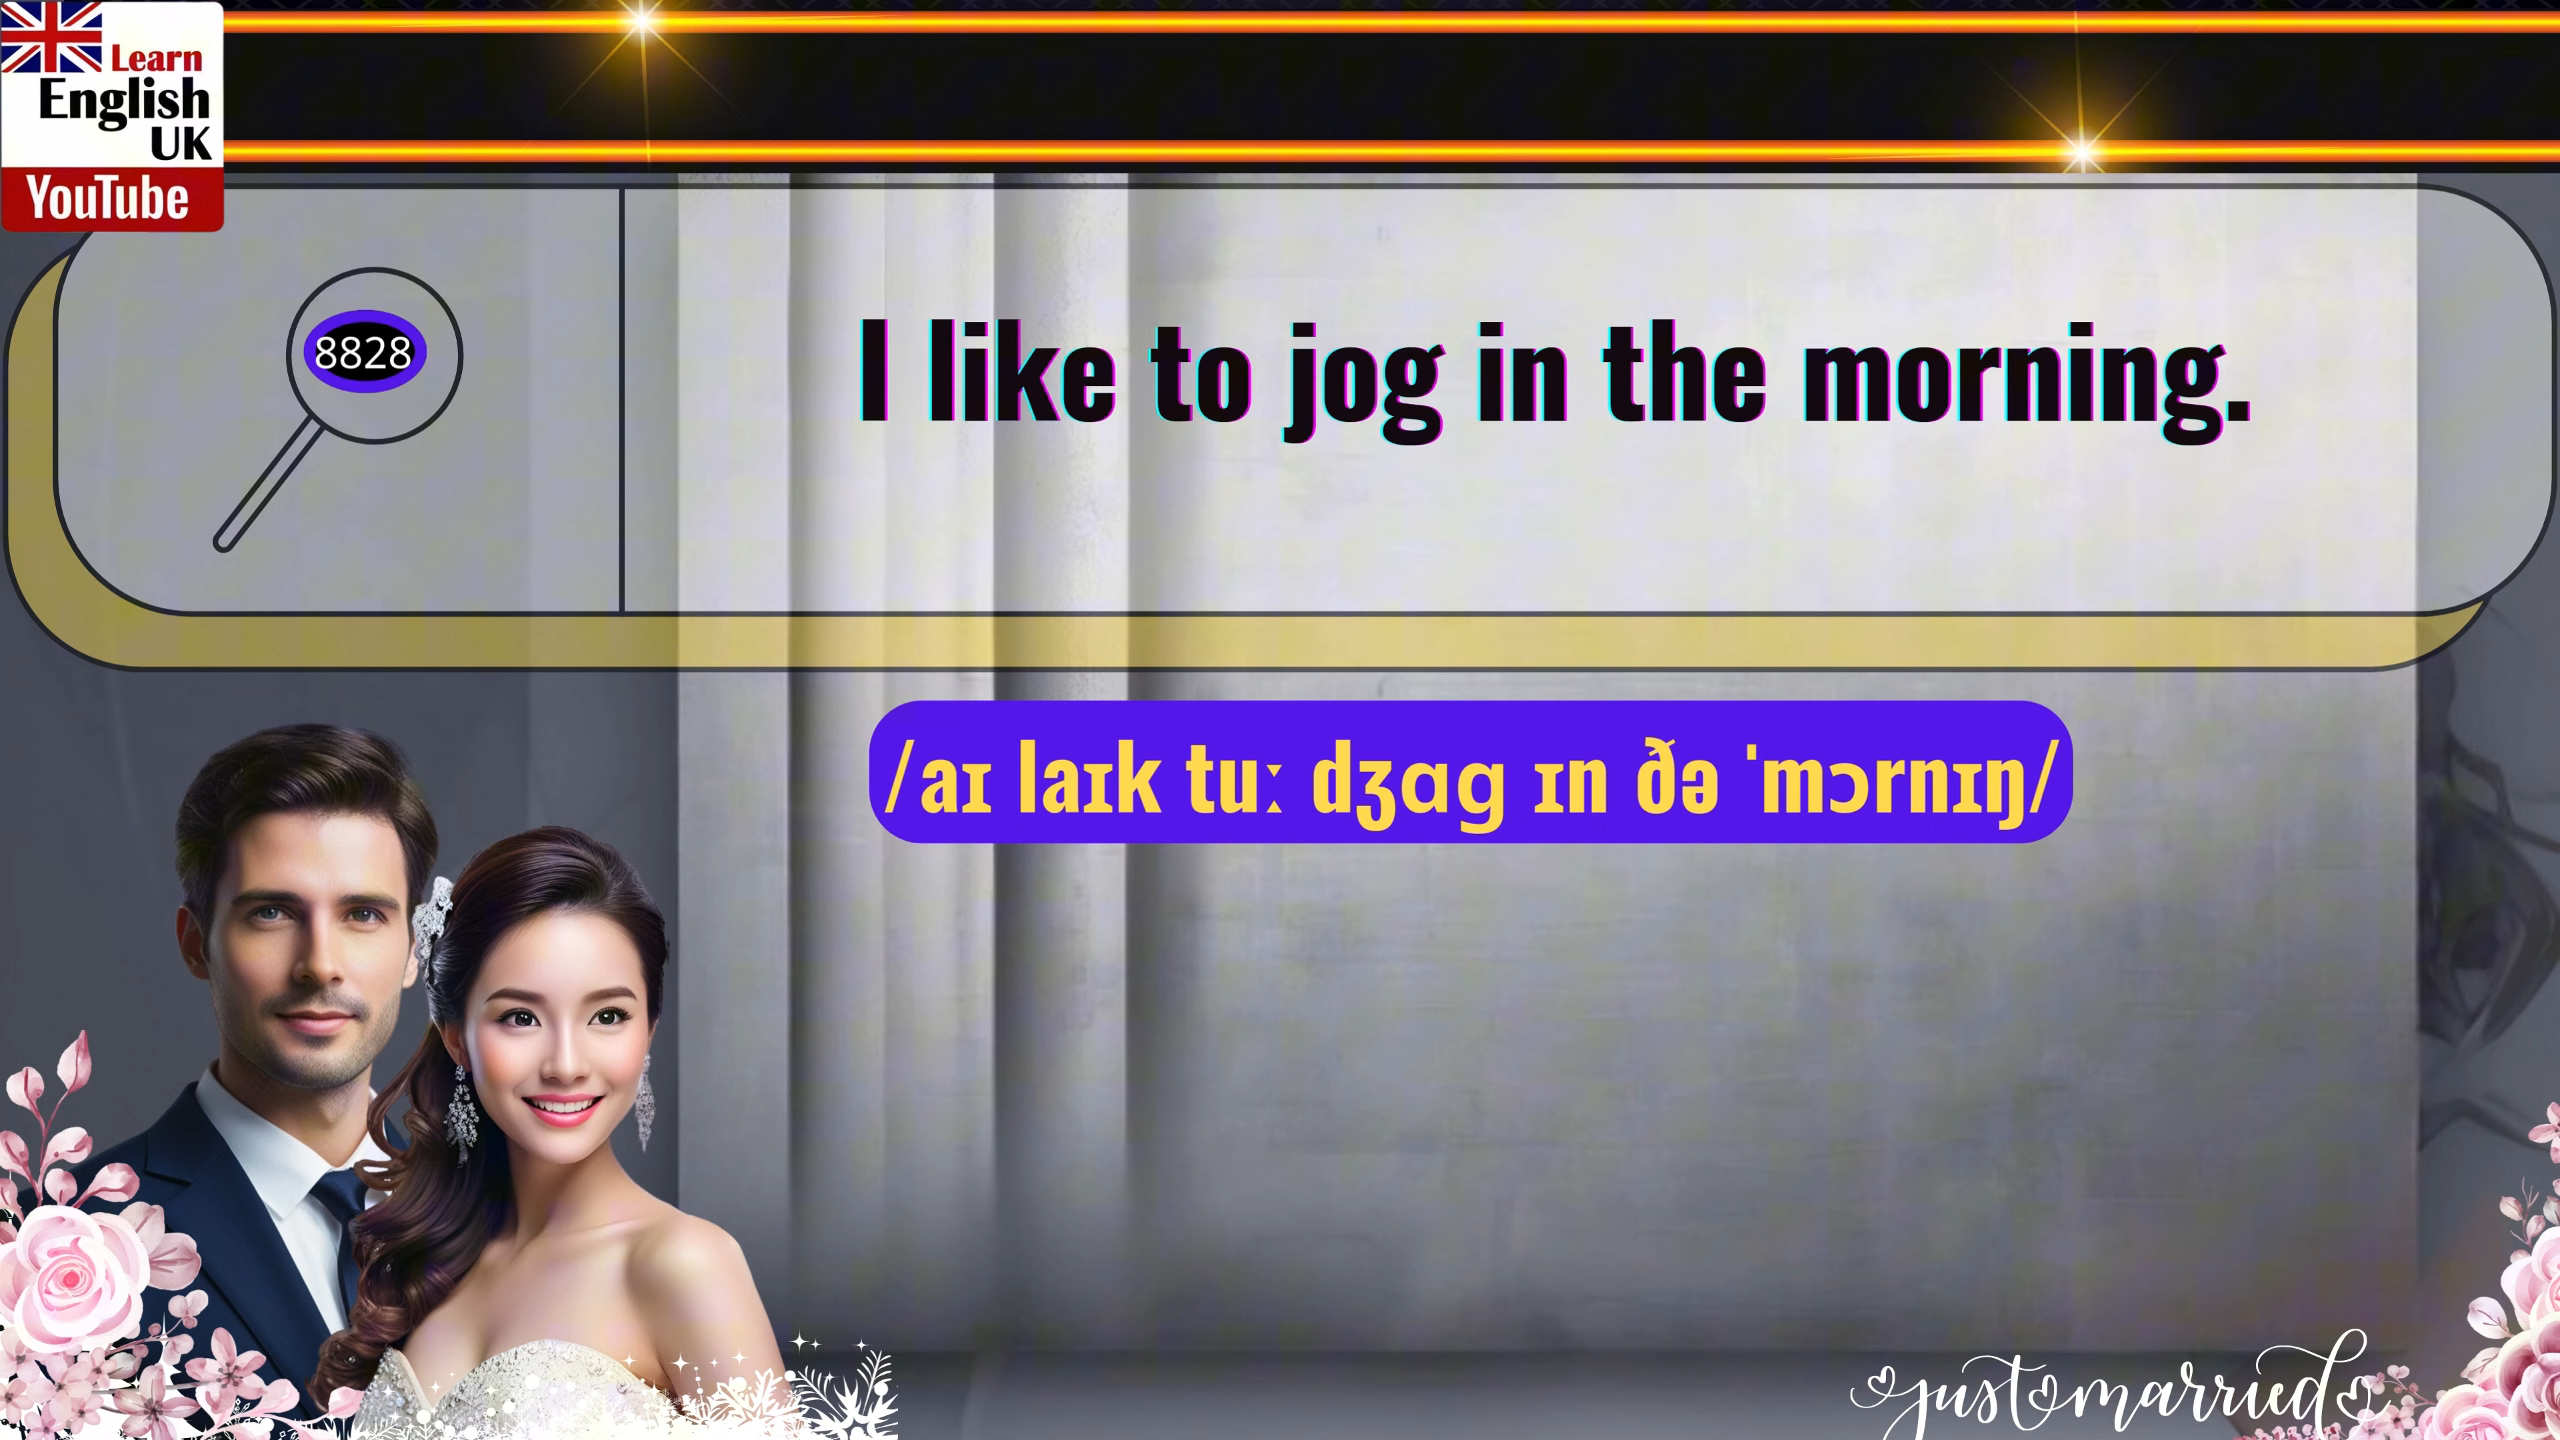 Learn
English
UK
YouTube
8828
I like to jog in the morning.
/aɪ laɪk tuː dʒɑɡ ɪn ðə ˈmɔrnɪŋ/
just married